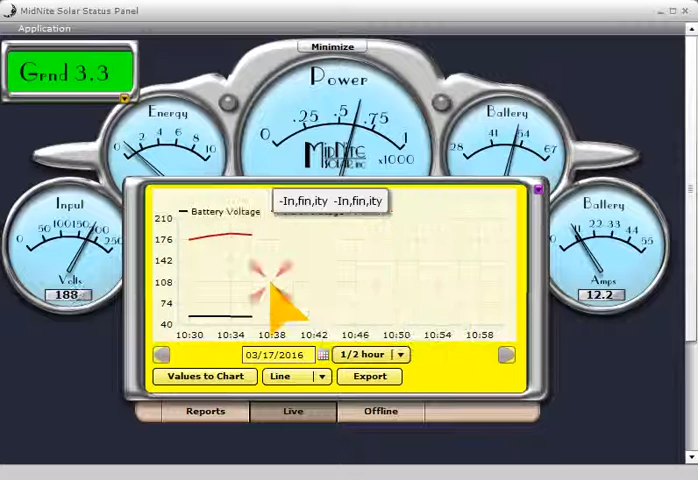 MidNite Solar Status Panel
Application
Minimize
Grnd 3.3
Power
0 .25 .5 .75 1
x1000
MidNite
SOLAR INC
Energy
0 2 4 6 8 10
Battery
28 41 54 67
Input
0 50 100 150 200 250
Volts
188
Battery
0 11 22 33 44 55
Amps
12.2
-In,fin,ity -In,fin,ity
Battery Voltage
210
176
142
108
74
40
10:30 10:34 10:38 10:42 10:46 10:50 10:54 10:58
03/17/2016
1/2 hour
Values to Chart
Line
Export
Reports
Live
Offline